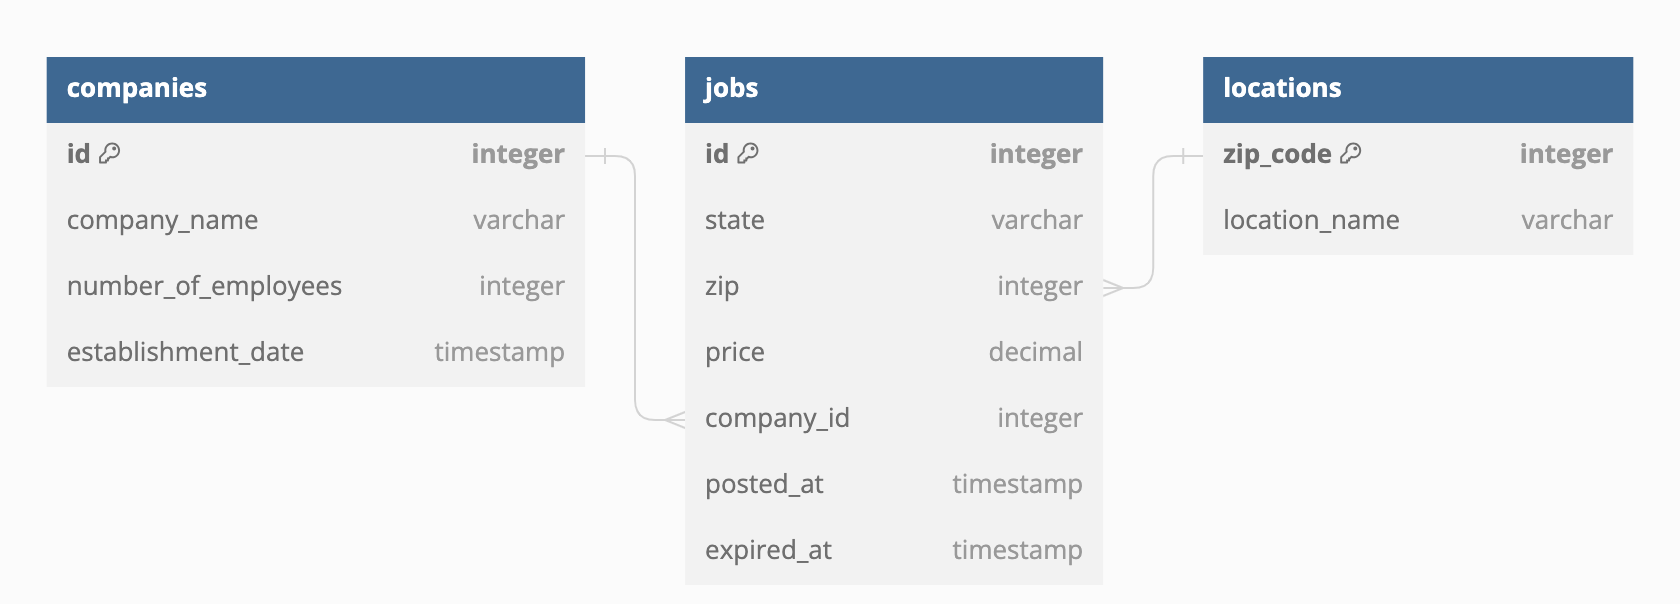 companies
id integer
company_name varchar
number_of_employees integer
establishment_date timestamp
jobs
id integer
state varchar
zip integer
price decimal
company_id integer
posted_at timestamp
expired_at timestamp
locations
zip_code integer
location_name varchar